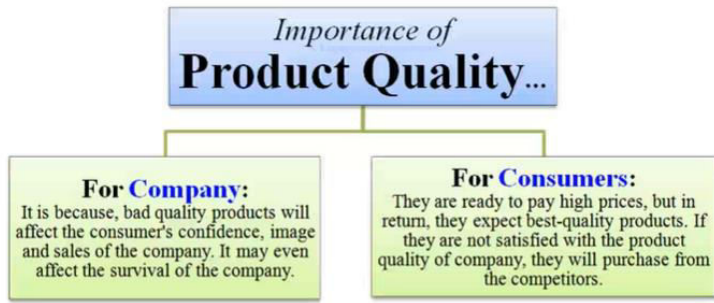 Importance of
Product Quality...
For Company:
It is because, bad quality products will
affect the consumer's confidence, image
and sales of the company. It may even
affect the survival of the company.
For Consumers:
They are ready to pay high prices, but in
return, they expect best-quality products. If
they are not satisfied with the product
quality of company, they will purchase from
the competitors.